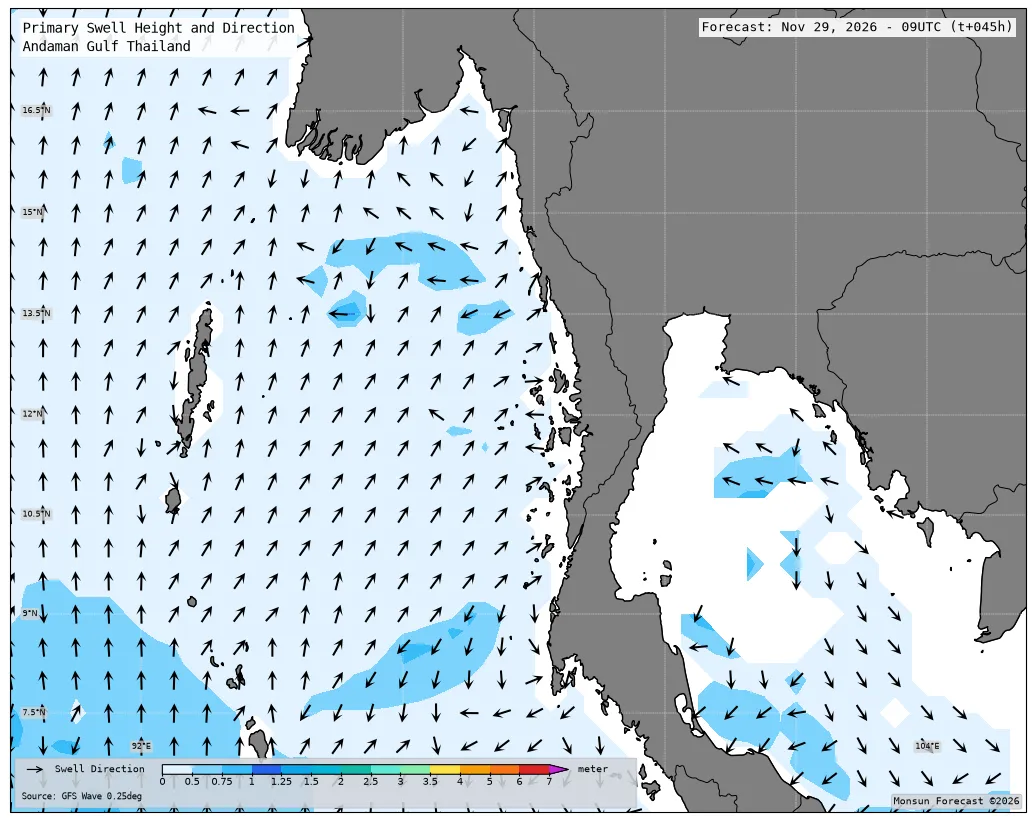 Primary Swell Height and Direction
Andaman Gulf Thailand
Forecast: Nov 29, 2026 - 09UTC (t+045h)
16.5°N
15°N
13.5°N
12°N
10.5°N
9°N
7.5°N
92°E
104°E
Swell Direction
0 0.5 0.75 1 1.25 1.5 2 2.5 3 3.5 4 5 6 7
meter
Source: GFS Wave 0.25deg
Monsun Forecast ©2026